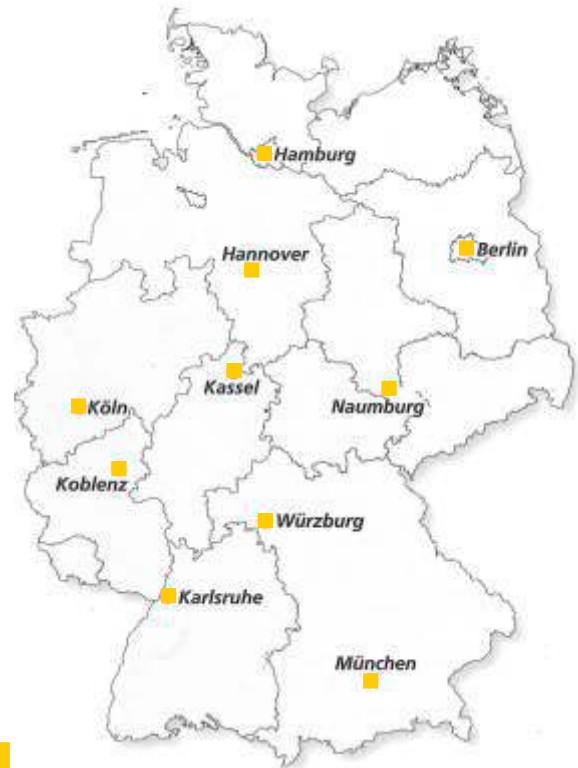 Hamburg
Hannover
Berlin
Kassel
Naumburg
Köln
Koblenz
Würzburg
Karlsruhe
München